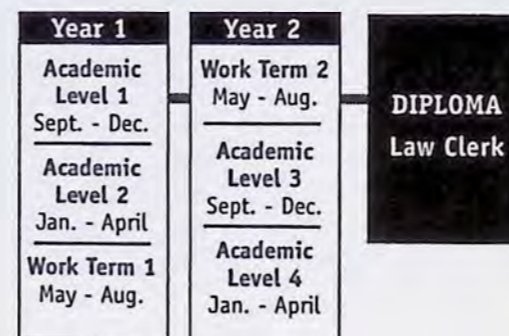 Year 1
Academic
Level 1
Sept. - Dec.
Academic
Level 2
Jan. - April
Work Term 1
May - Aug.
Year 2
Work Term 2
May - Aug.
Academic
Level 3
Sept. - Dec.
Academic
Level 4
Jan. - April
DIPLOMA
Law Clerk